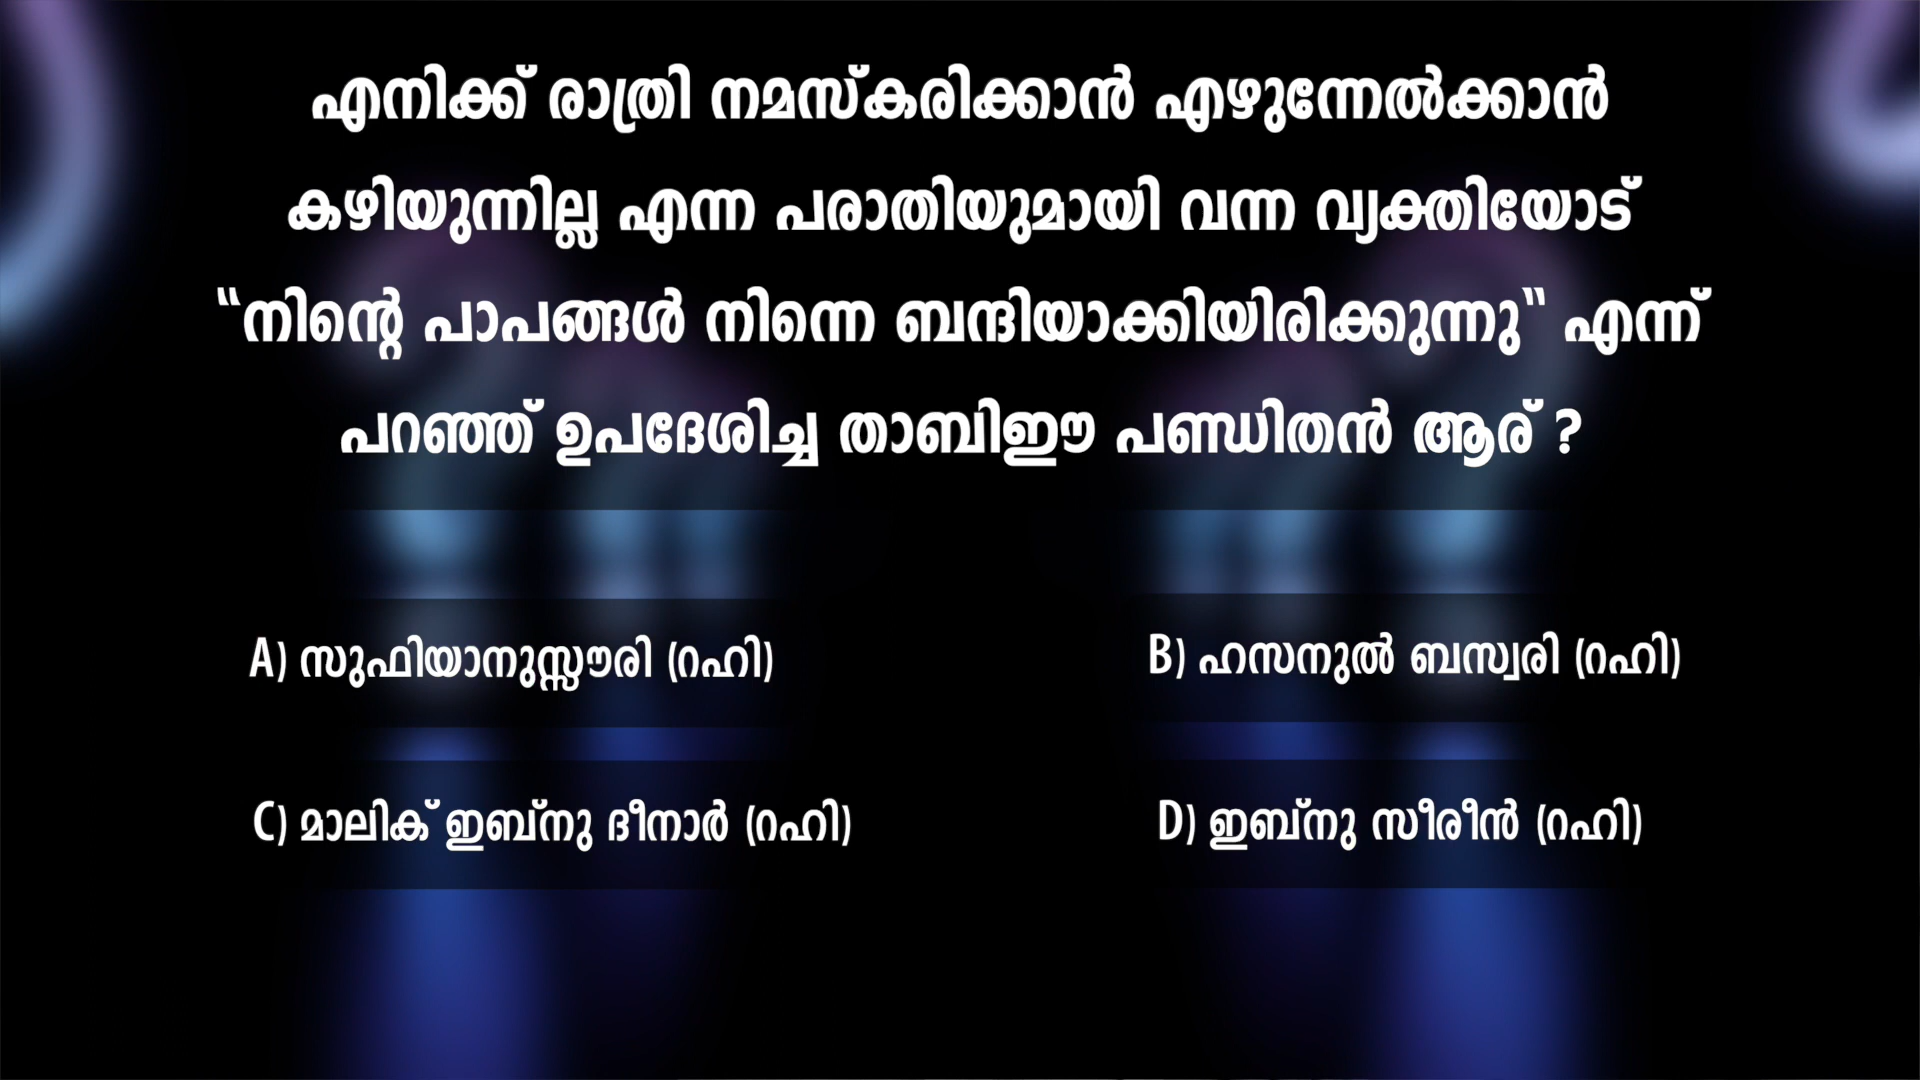 എനിക്ക് രാത്രി നമസ്കരിക്കാൻ എഴുന്നേൽക്കാൻ
കഴിയുന്നില്ല എന്ന പരാതിയുമായി വന്ന വ്യക്തിയോട്
“നിന്റെ പാപങ്ങൾ നിന്നെ ബന്ദിയാക്കിയിരിക്കുന്നു“ എന്ന്
പറഞ്ഞ് ഉപദേശിച്ച താബിഈ പണ്ഡിതൻ ആര് ?
A) സുഫിയാനുസ്സൗരി (റഹി)
B) ഹസനുൽ ബസ്വരി (റഹി)
C) മാലിക് ഇബ്നു ദീനാർ (റഹി)
D) ഇബ്നു സീരീൻ (റഹി)